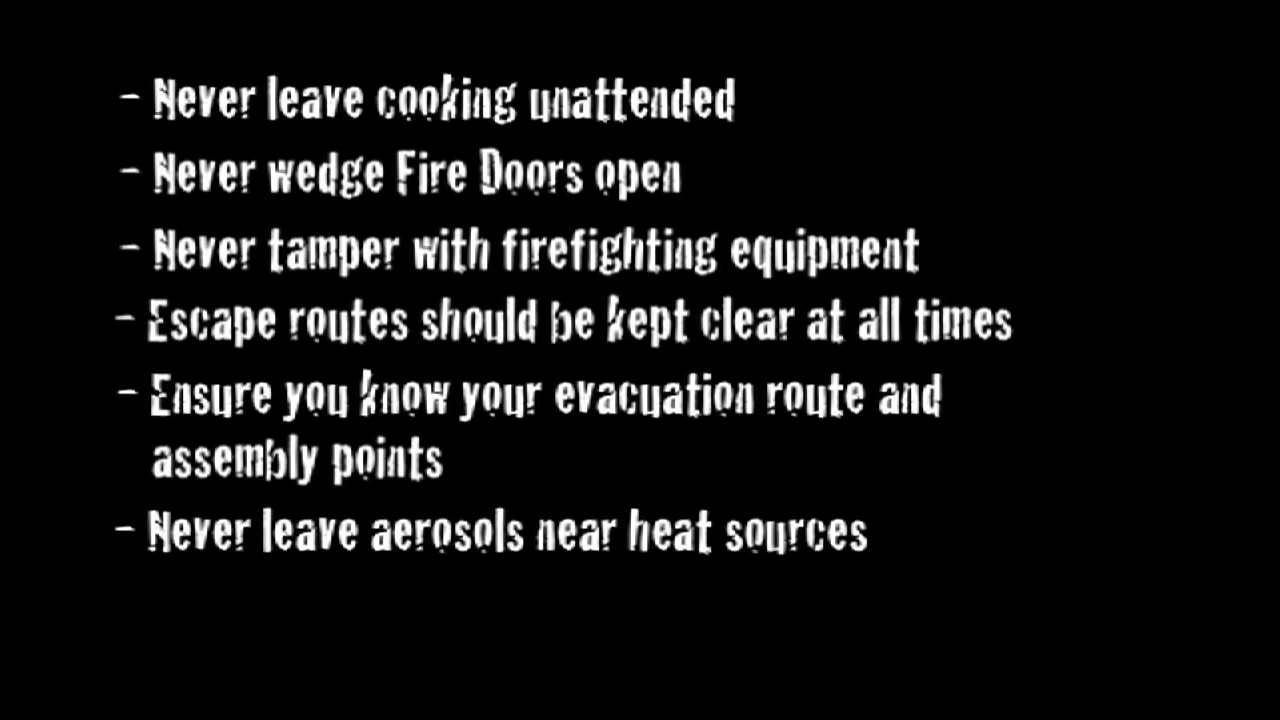 - Never leave cooking unattended
- Never wedge Fire Doors open
- Never tamper with firefighting equipment
- Escape routes should be kept clear at all times
- Ensure you know your evacuation route and
assembly points
- Never leave aerosols near heat sources